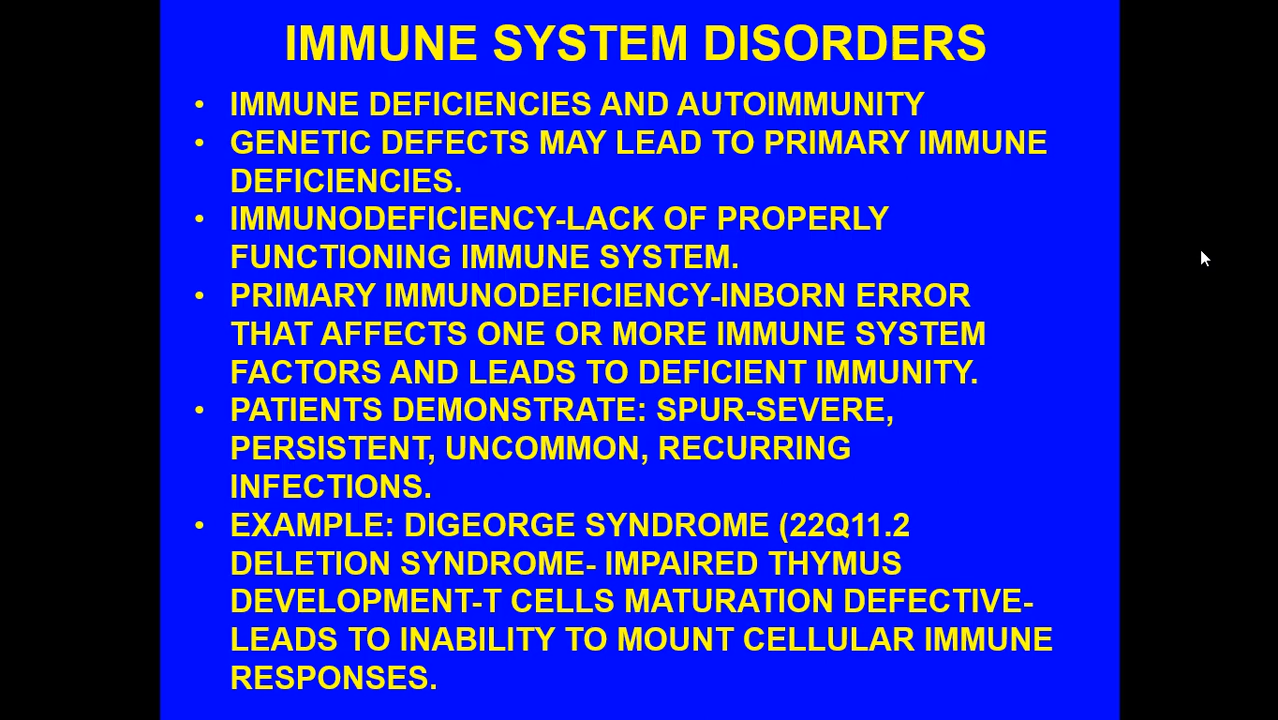 IMMUNE SYSTEM DISORDERS
• IMMUNE DEFICIENCIES AND AUTOIMMUNITY
• GENETIC DEFECTS MAY LEAD TO PRIMARY IMMUNE
DEFICIENCIES.
• IMMUNODEFICIENCY-LACK OF PROPERLY
FUNCTIONING IMMUNE SYSTEM.
• PRIMARY IMMUNODEFICIENCY-INBORN ERROR
THAT AFFECTS ONE OR MORE IMMUNE SYSTEM
FACTORS AND LEADS TO DEFICIENT IMMUNITY.
• PATIENTS DEMONSTRATE: SPUR-SEVERE,
PERSISTENT, UNCOMMON, RECURRING
INFECTIONS.
• EXAMPLE: DIGEORGE SYNDROME (22Q11.2
DELETION SYNDROME- IMPAIRED THYMUS
DEVELOPMENT-T CELLS MATURATION DEFECTIVE-
LEADS TO INABILITY TO MOUNT CELLULAR IMMUNE
RESPONSES.